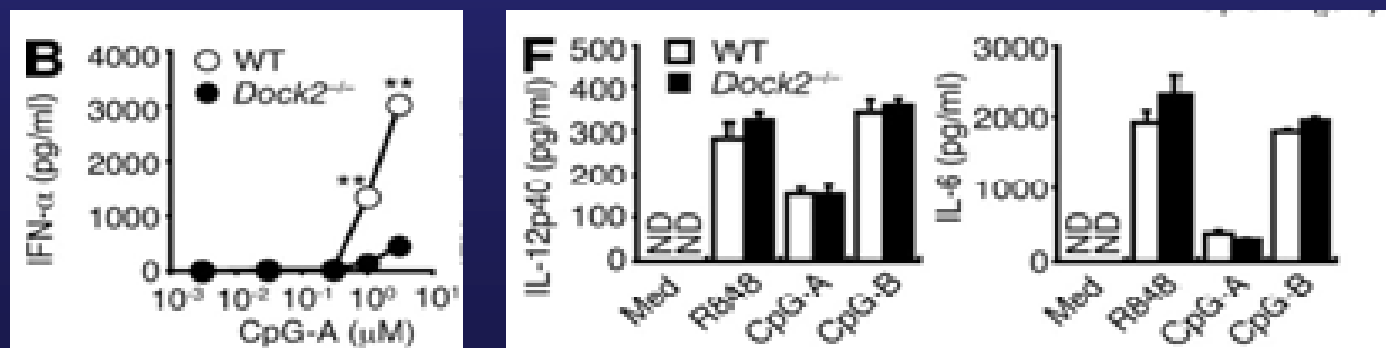 B
IFN-α (pg/ml)
4000
3000
2000
1000
0
WT
Dock2⁻/⁻
**
**
10⁻³ 10⁻² 10⁻¹ 10⁰ 10¹
CpG-A (μM)
F
IL-12p40 (pg/ml)
500
400
300
200
100
0
WT
Dock2⁻/⁻
ND
ND
Med
R848
CpG-A
CpG-B
IL-6 (pg/ml)
3000
2000
1000
0
ND
ND
Med
R848
CpG-A
CpG-B